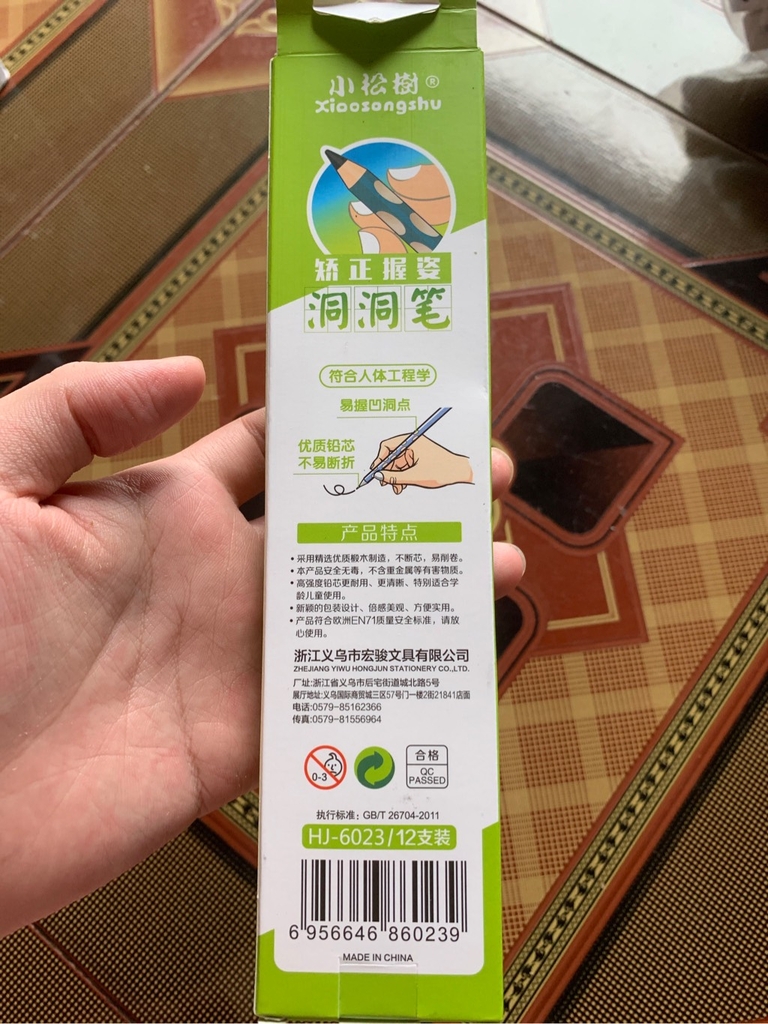 小松樹®
Xiaosongshu
矫正握姿
洞洞笔
符合人体工程学
易握凹洞点
优质铅芯
不易断折
产品特点
• 采用精选优质椴木制造，不断芯，易削卷。
• 本产品安全无毒，不含重金属等有害物质。
• 高强度铅芯更耐用、更清晰、特别适合学
龄儿童使用。
• 新颖的包装设计、倍感美观、方便实用。
• 产品符合欧洲EN71质量安全标准，请放
心使用。
浙江义乌市宏骏文具有限公司
ZHEJIANG YIWU HONGJUN STATIONERY CO.,LTD.
厂址:浙江省义乌市后宅街道城北路5号
展厅地址:义乌国际商贸城三区57号门一楼2街21841店面
电话:0579-85162366
传真:0579-81556964
0-3
合格
QC
PASSED
执行标准：GB/T 26704-2011
HJ-6023/12支装
6 956646 860239
MADE IN CHINA